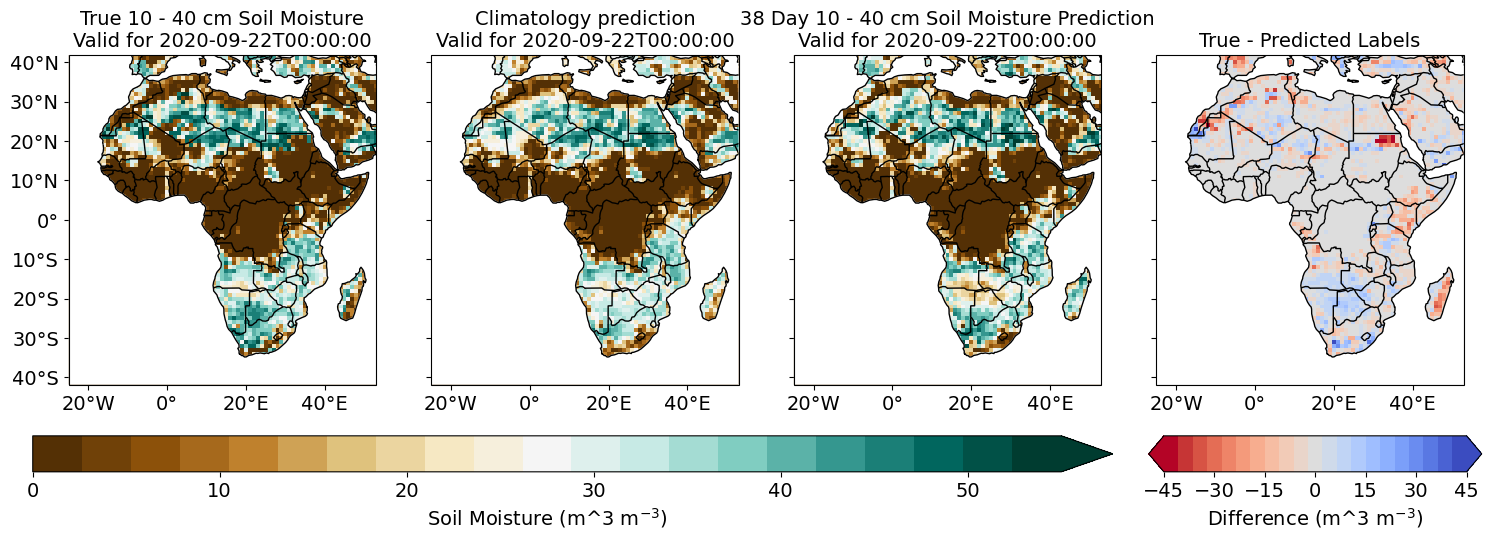 True 10 - 40 cm Soil Moisture
Valid for 2020-09-22T00:00:00
Climatology prediction
Valid for 2020-09-22T00:00:00
38 Day 10 - 40 cm Soil Moisture Prediction
Valid for 2020-09-22T00:00:00
True - Predicted Labels
40°N
30°N
20°N
10°N
0°
10°S
20°S
30°S
40°S
20°W 0° 20°E 40°E
20°W 0° 20°E 40°E
20°W 0° 20°E 40°E
20°W 0° 20°E 40°E
0 10 20 30 40 50
Soil Moisture (m^3 m⁻³)
−45 −30 −15 0 15 30 45
Difference (m^3 m⁻³)